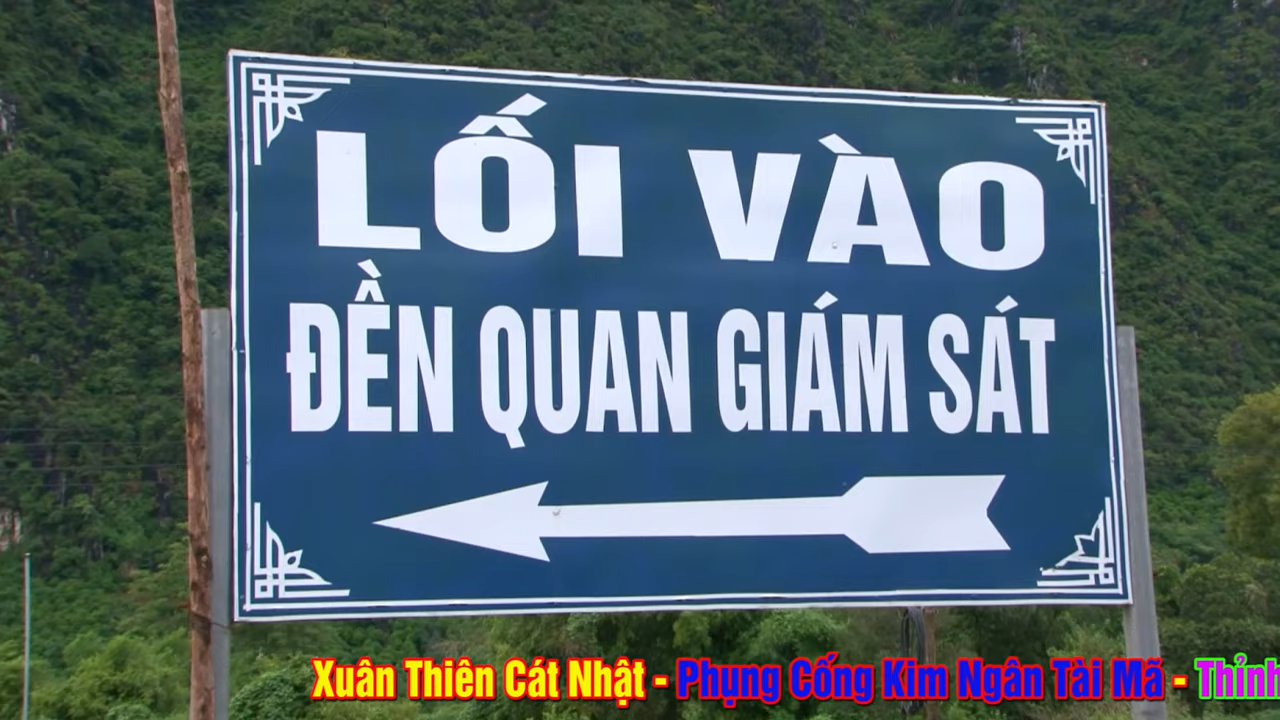 LỐI VÀO
ĐỀN QUAN GIÁM SÁT
Xuân Thiên Cát Nhật - Phụng Cống Kim Ngân Tài Mã - Thỉnh